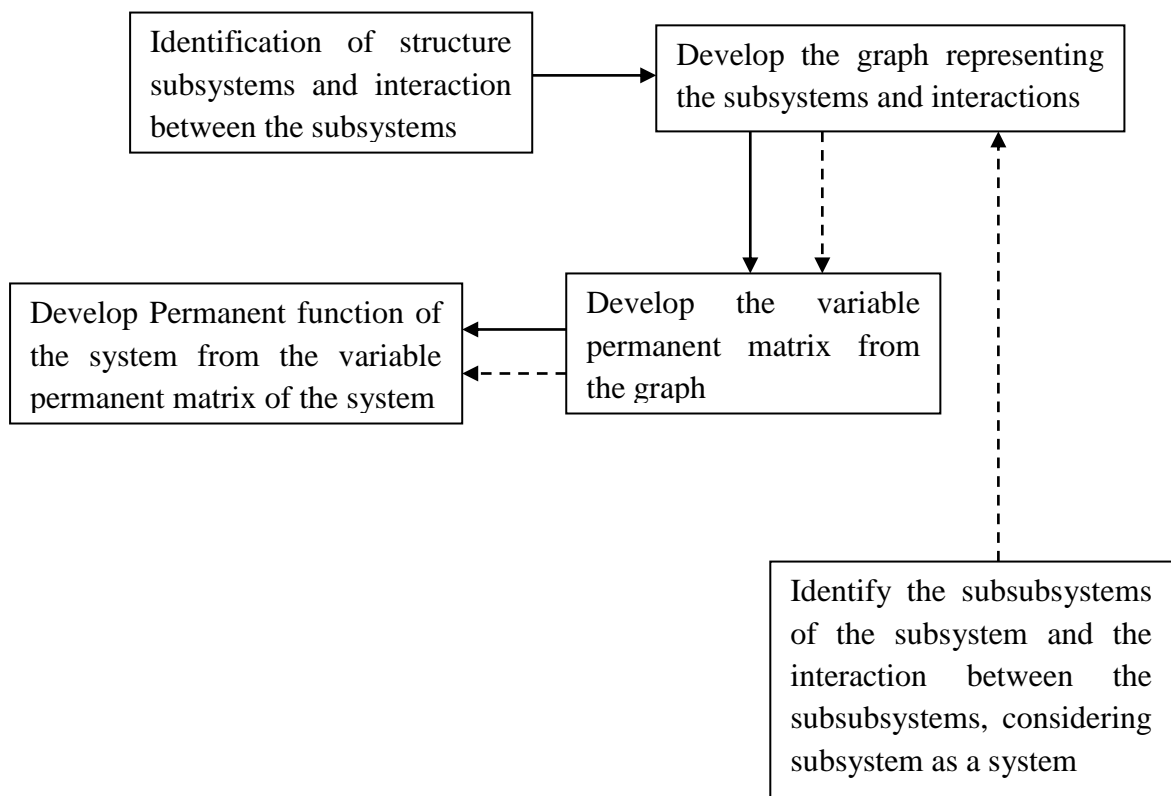 Identification of structure
subsystems and interaction
between the subsystems
Develop the graph representing
the subsystems and interactions
Develop Permanent function of
the system from the variable
permanent matrix of the system
Develop the variable
permanent matrix from
the graph
Identify the subsubsystems
of the subsystem and the
interaction between the
subsubsystems, considering
subsystem as a system